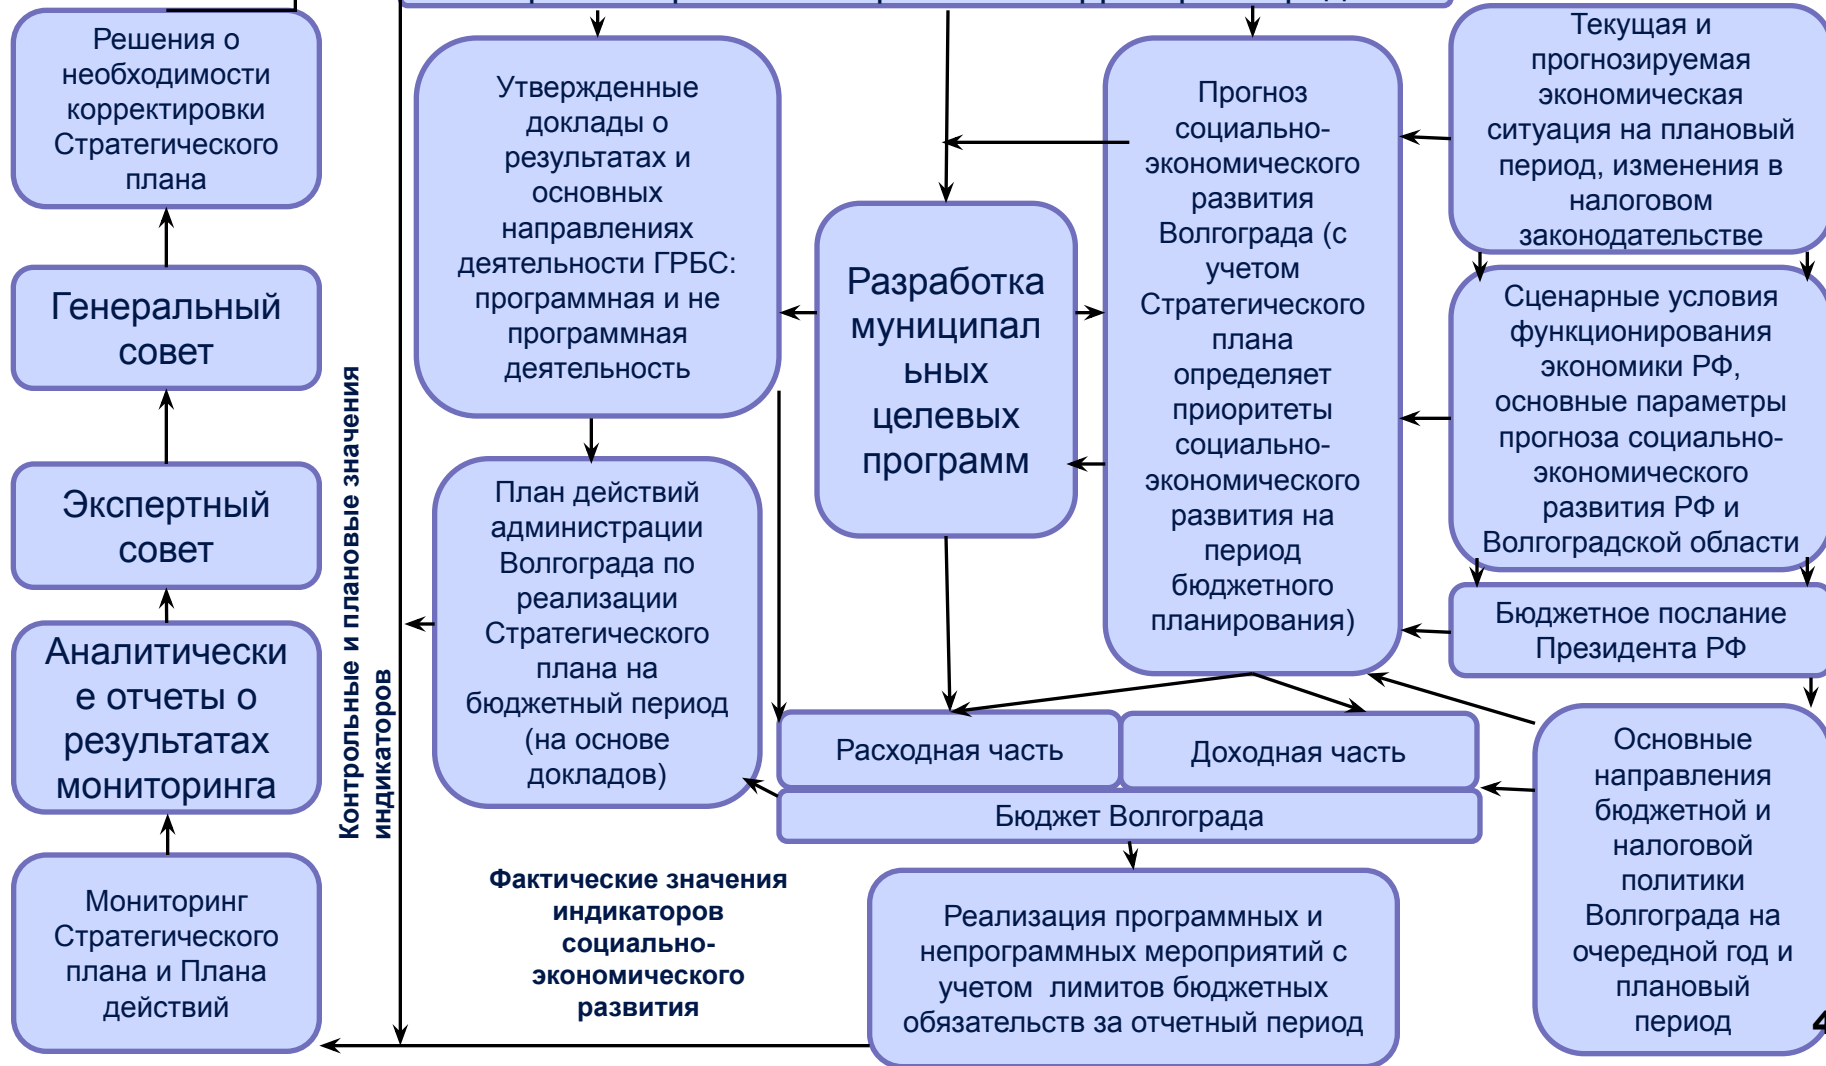 Решения о
необходимости
корректировки
Стратегического
плана
Генеральный
совет
Экспертный
совет
Аналитически
е отчеты о
результатах
мониторинга
Мониторинг
Стратегического
плана и Плана
действий
Контрольные и плановые значения
индикаторов
Утвержденные
доклады о
результатах и
основных
направлениях
деятельности ГРБС:
программная и не
программная
деятельность
План действий
администрации
Волгограда по
реализации
Стратегического
плана на
бюджетный период
(на основе
докладов)
Фактические значения
индикаторов
социально-
экономического
развития
Разработка
муниципал
ьных
целевых
программ
Прогноз
социально-
экономического
развития
Волгограда (с
учетом
Стратегического
плана
определяет
приоритеты
социально-
экономического
развития на
период
бюджетного
планирования)
Расходная часть
Доходная часть
Бюджет Волгограда
Реализация программных и
непрограммных мероприятий с
учетом лимитов бюджетных
обязательств за отчетный период
Текущая и
прогнозируемая
экономическая
ситуация на плановый
период, изменения в
налоговом
законодательстве
Сценарные условия
функционирования
экономики РФ,
основные параметры
прогноза социально-
экономического
развития РФ и
Волгоградской области
Бюджетное послание
Президента РФ
Основные
направления
бюджетной и
налоговой
политики
Волгограда на
очередной год и
плановый
период